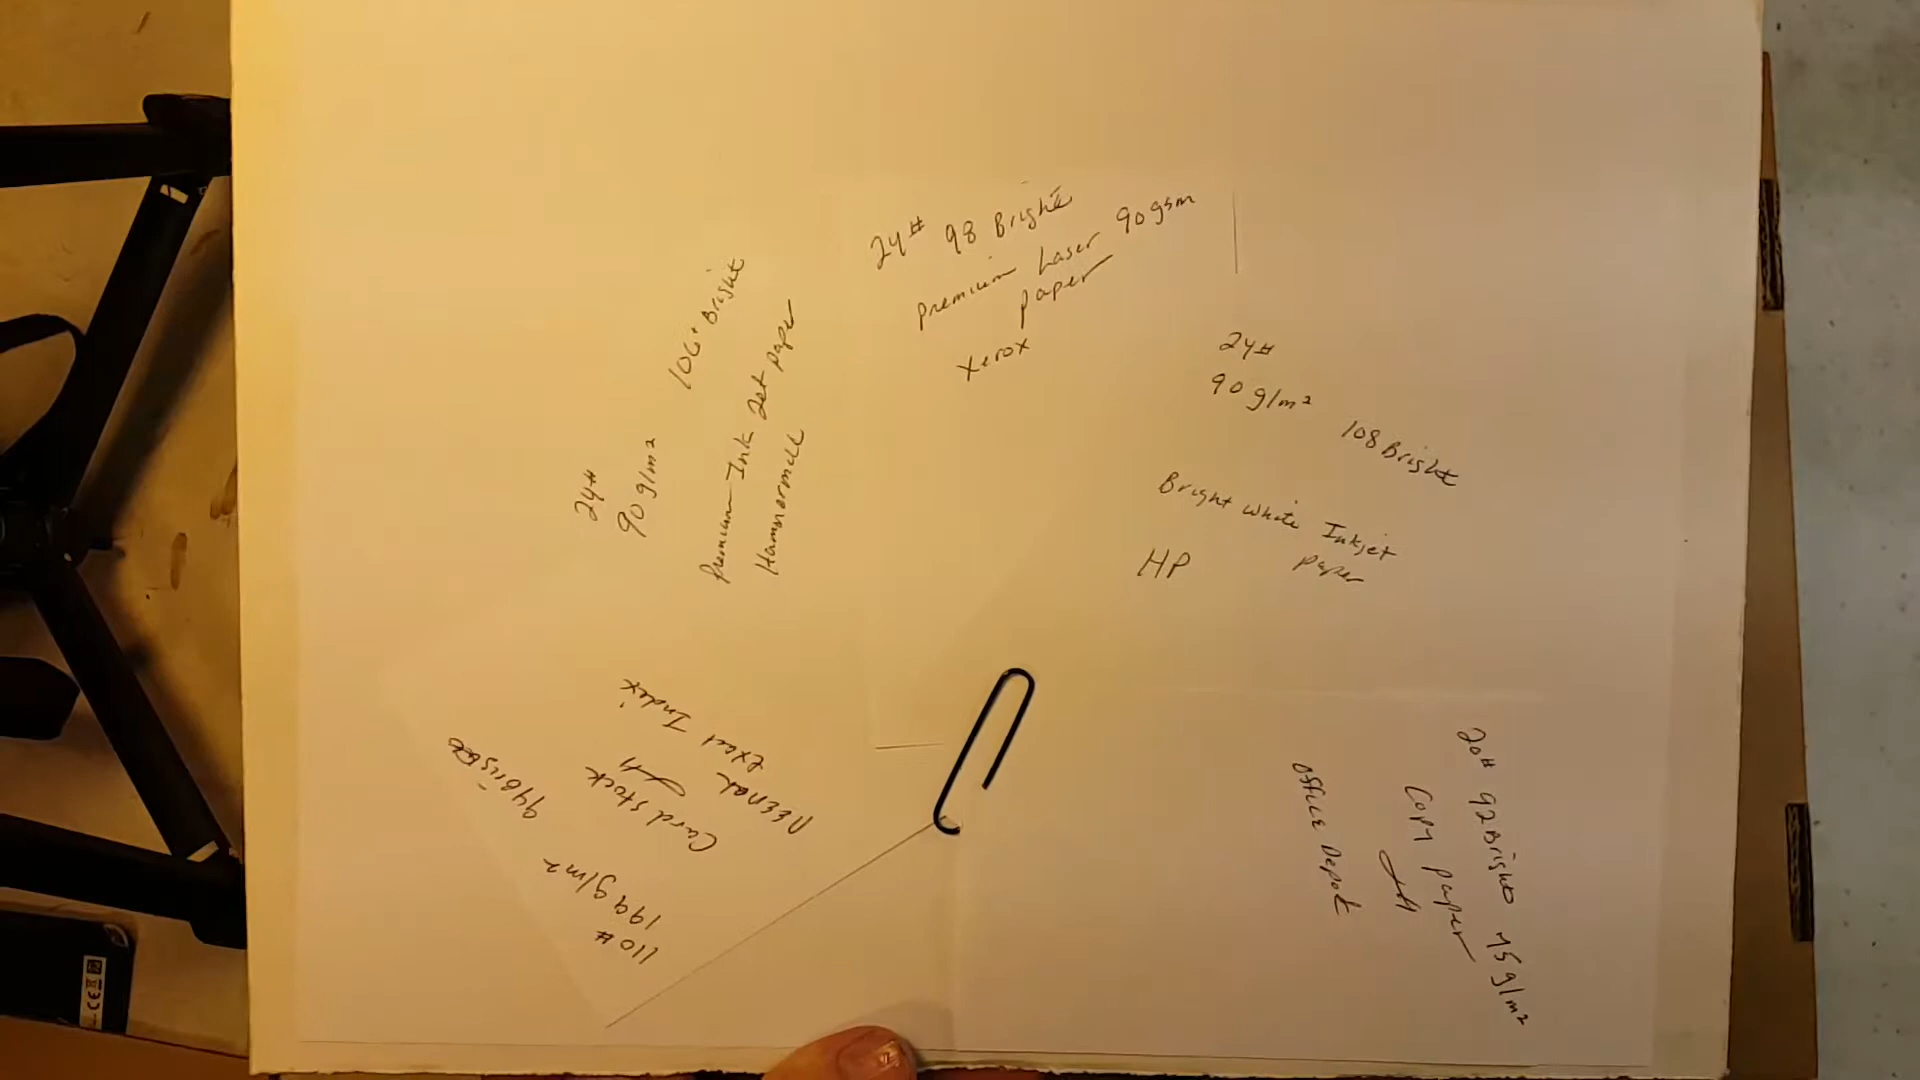 24# 98 Bright
Premium Laser 90gsm
paper
Xerox
24#
90 g/m²
106+ Bright
Premium Ink Jet paper
Hammermill
24#
90 g/m²
108 Bright
Bright white Inkjet
paper
HP
110#
199 g/m²
94 Bright
Card stock
NEENAH
Exact Index
20# 92 Bright 75 g/m²
Copy paper
Office Depot
CE